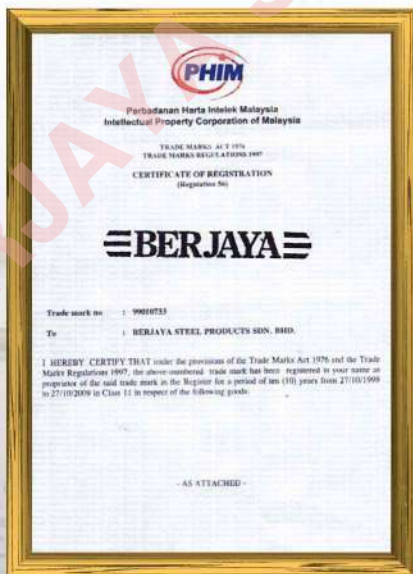 PHIM
Perbadanan Harta Intelek Malaysia
Intellectual Property Corporation of Malaysia
TRADE MARKS ACT 1976
TRADE MARKS REGULATIONS 1997
CERTIFICATE OF REGISTRATION
(Regulation 56)
BERJAYA
Trade mark no : 99010733
To : BERJAYA STEEL PRODUCTS SDN. BHD.
I HEREBY CERTIFY THAT under the provisions of the Trade Marks Act 1976 and the Trade
Marks Regulations 1997, the above-numbered trade mark has been registered in your name as
proprietor of the said trade mark in the Register for a period of ten (10) years from 27/10/1999
to 27/10/2009 in Class 11 in respect of the following goods:
- AS ATTACHED -